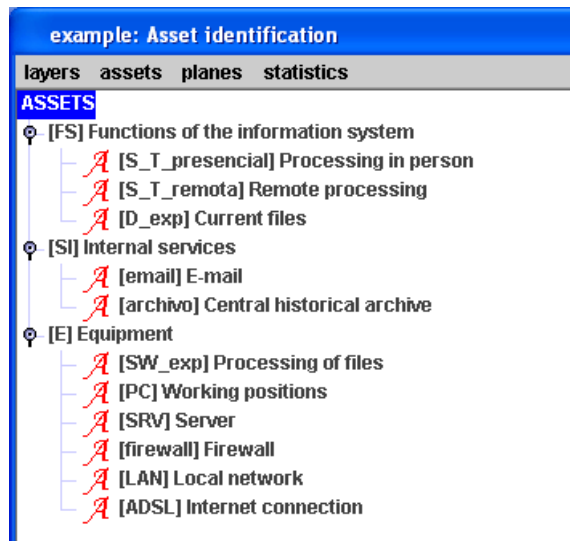 example: Asset identification
layers assets planes statistics
ASSETS
[FS] Functions of the information system
[S_T_presencial] Processing in person
[S_T_remota] Remote processing
[D_exp] Current files
[SI] Internal services
[email] E-mail
[archivo] Central historical archive
[E] Equipment
[SW_exp] Processing of files
[PC] Working positions
[SRV] Server
[firewall] Firewall
[LAN] Local network
[ADSL] Internet connection